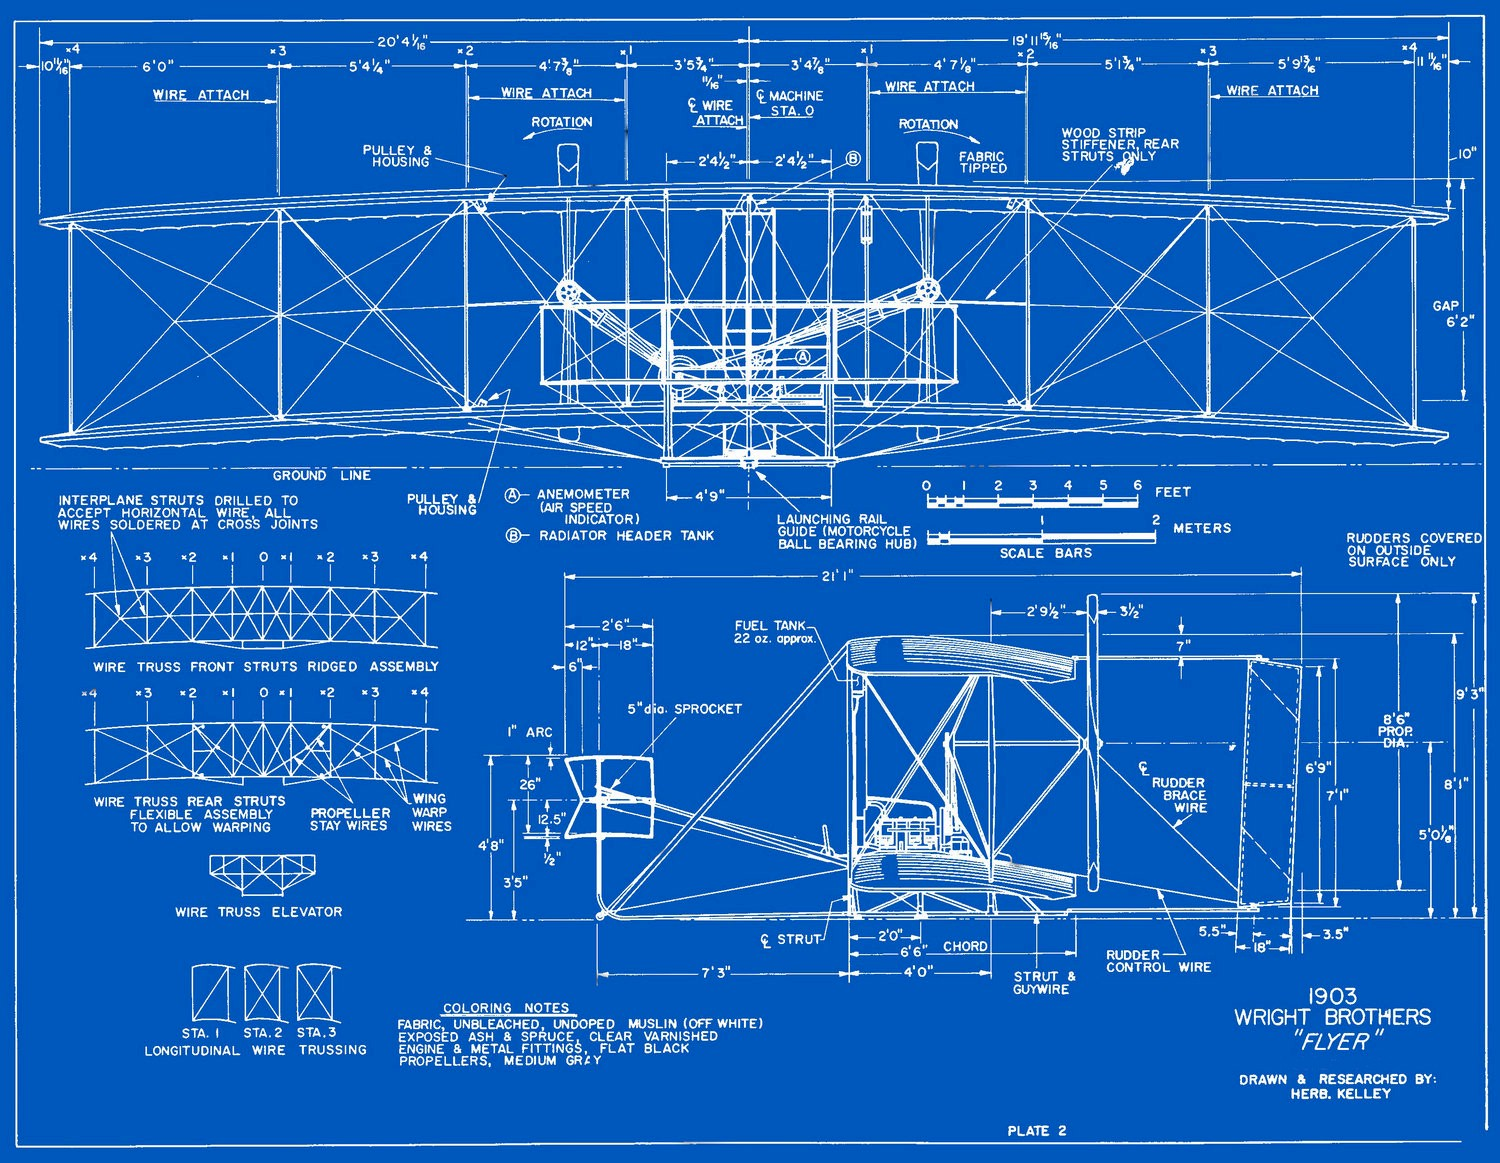 20'4 1/16"
19'11 15/16"
×4
×3
×2
×1
×1
×2
×3
×4
10 11/16"
6'0"
5'4 1/4"
4'7 3/8"
3'5 3/4"
3'4 7/8"
4'7 1/8"
5'1 3/4"
5'9 13/16"
11 11/16"
11/16"
WIRE ATTACH
WIRE ATTACH
℄ WIRE
ATTACH
℄ MACHINE
STA. 0
WIRE ATTACH
WIRE ATTACH
ROTATION
ROTATION
PULLEY &
HOUSING
2'4 1/2"
2'4 1/2"
B
FABRIC
TIPPED
WOOD STRIP
STIFFENER, REAR
STRUTS ONLY
10"
GAP
6'2"
A
GROUND LINE
PULLEY &
HOUSING
A - ANEMOMETER
(AIR SPEED
INDICATOR)
B - RADIATOR HEADER TANK
4'9"
LAUNCHING RAIL
GUIDE (MOTORCYCLE
BALL BEARING HUB)
0 1 2 3 4 5 6
FEET
1 2
METERS
SCALE BARS
RUDDERS COVERED
ON OUTSIDE
SURFACE ONLY
INTERPLANE STRUTS DRILLED TO
ACCEPT HORIZONTAL WIRE, ALL
WIRES SOLDERED AT CROSS JOINTS
×4 ×3 ×2 ×1 0 ×1 ×2 ×3 ×4
WIRE TRUSS FRONT STRUTS RIDGED ASSEMBLY
×4 ×3 ×2 ×1 0 ×1 ×2 ×3 ×4
WIRE TRUSS REAR STRUTS
FLEXIBLE ASSEMBLY
TO ALLOW WARPING
PROPELLER
STAY WIRES
WING
WARP
WIRES
WIRE TRUSS ELEVATOR
STA. 1 STA. 2 STA. 3
LONGITUDINAL WIRE TRUSSING
21'1"
2'6"
12"
18"
6"
FUEL TANK
22 oz. approx.
2'9 1/2"
3 1/2"
7"
5" dia. SPROCKET
1" ARC
26"
12.5"
1/2"
4'8"
3'5"
9'3"
8'6"
PROP.
DIA.
6'9"
7'1"
8'1"
5'0 1/8"
℄ RUDDER
BRACE
WIRE
℄ STRUT
2'0"
6'6" CHORD
7'3"
4'0"
STRUT &
GUYWIRE
RUDDER
CONTROL WIRE
5.5"
18"
3.5"
COLORING NOTES
FABRIC, UNBLEACHED, UNDOPED MUSLIN (OFF WHITE)
EXPOSED ASH & SPRUCE, CLEAR VARNISHED
ENGINE & METAL FITTINGS, FLAT BLACK
PROPELLERS, MEDIUM GRAY
1903
WRIGHT BROTHERS
"FLYER"
DRAWN & RESEARCHED BY:
HERB. KELLEY
PLATE 2